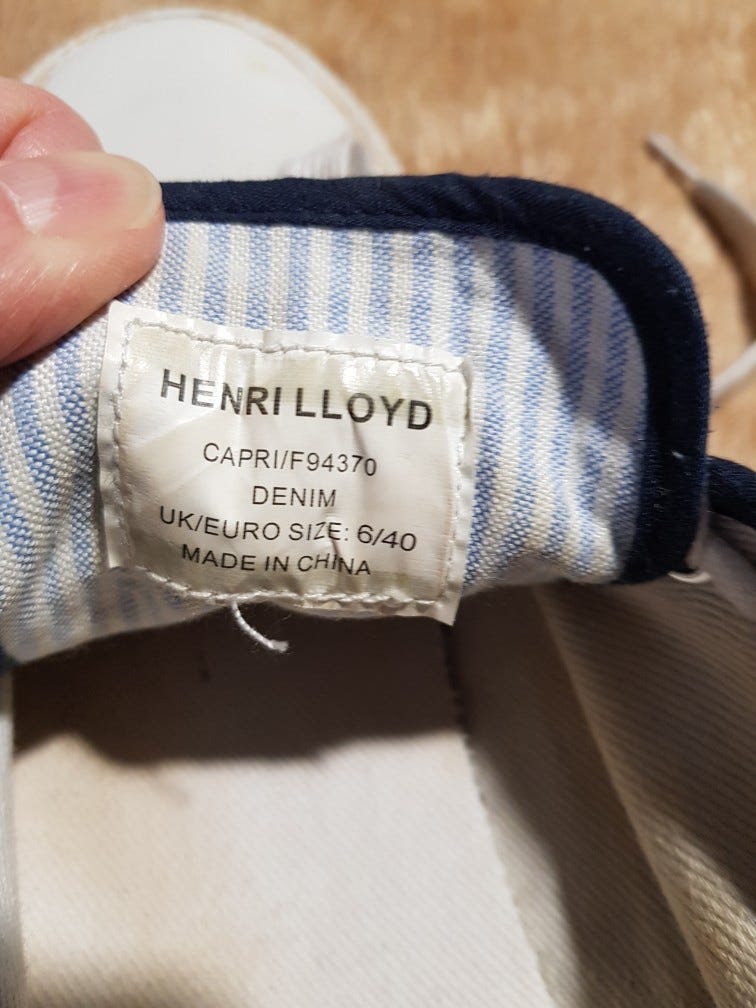 HENRI LLOYD
CAPRI/F94370
DENIM
UK/EURO SIZE: 6/40
MADE IN CHINA